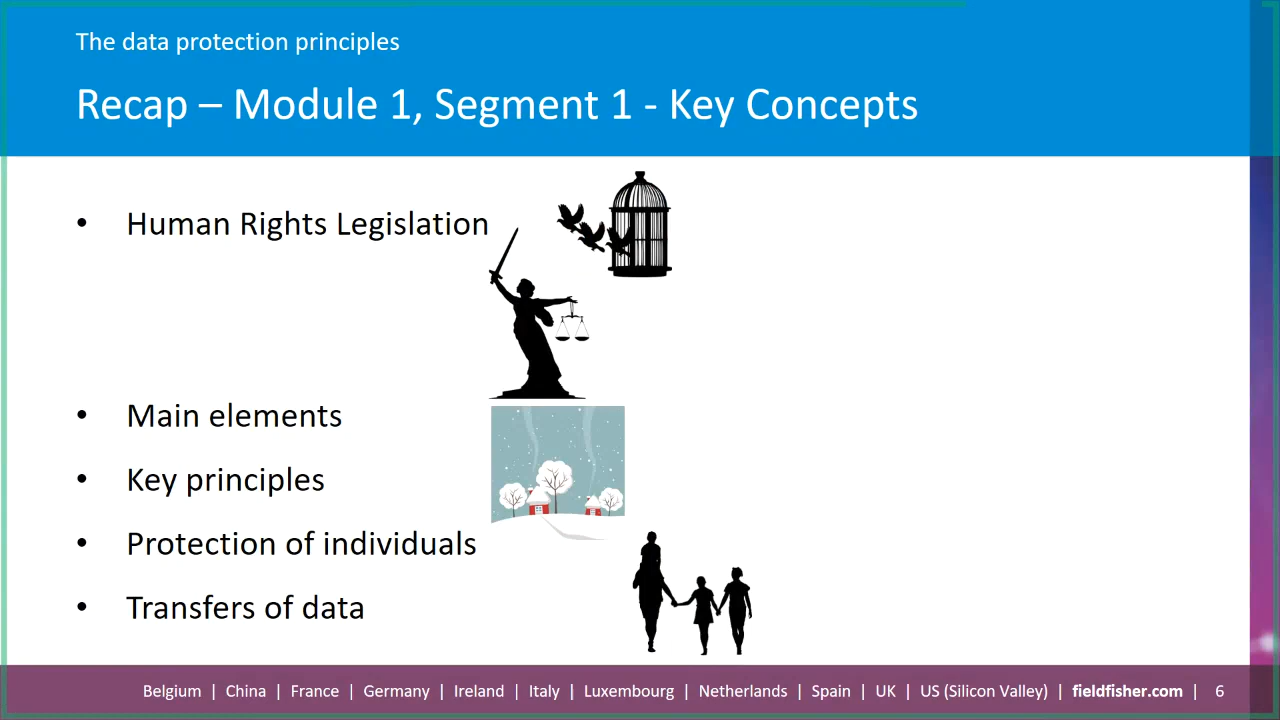 The data protection principles
Recap – Module 1, Segment 1 - Key Concepts
• Human Rights Legislation
• Main elements
• Key principles
• Protection of individuals
• Transfers of data
Belgium | China | France | Germany | Ireland | Italy | Luxembourg | Netherlands | Spain | UK | US (Silicon Valley) | fieldfisher.com | 6